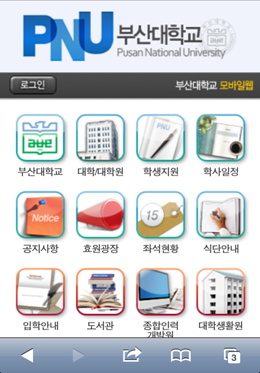 PNU 부산대학교
Pusan National University
로그인
부산대학교 모바일웹
부산대학교 대학/대학원 학생지원 학사일정
Notice
15
공지사항 효원광장 좌석현황 식단안내
입학안내 도서관 종합인력개발원 대학생활원
3